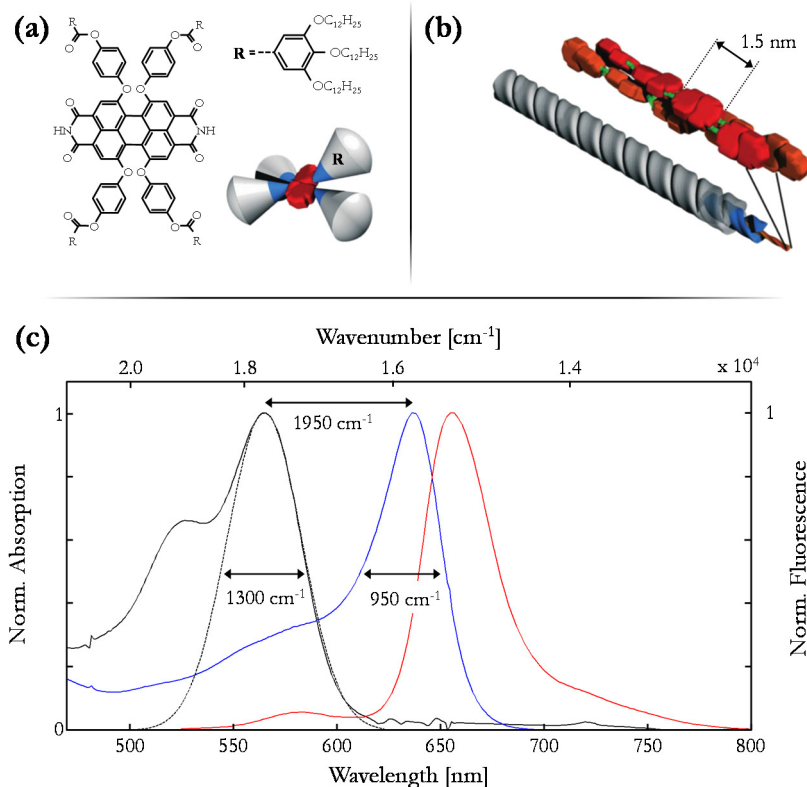 (a)
R
R
O
O
O
O
O
O
O
O
HN
NH
O
O
O
O
O
O
O
O
R
R
R =
OC12H25
OC12H25
OC12H25
R
(b)
1.5 nm
(c)
Wavenumber [cm-1]
2.0 1.8 1.6 1.4 x 10^4
1 1
1950 cm-1
1300 cm-1 950 cm-1
Norm. Absorption
Norm. Fluorescence
0 0
500 550 600 650 700 750 800
Wavelength [nm]